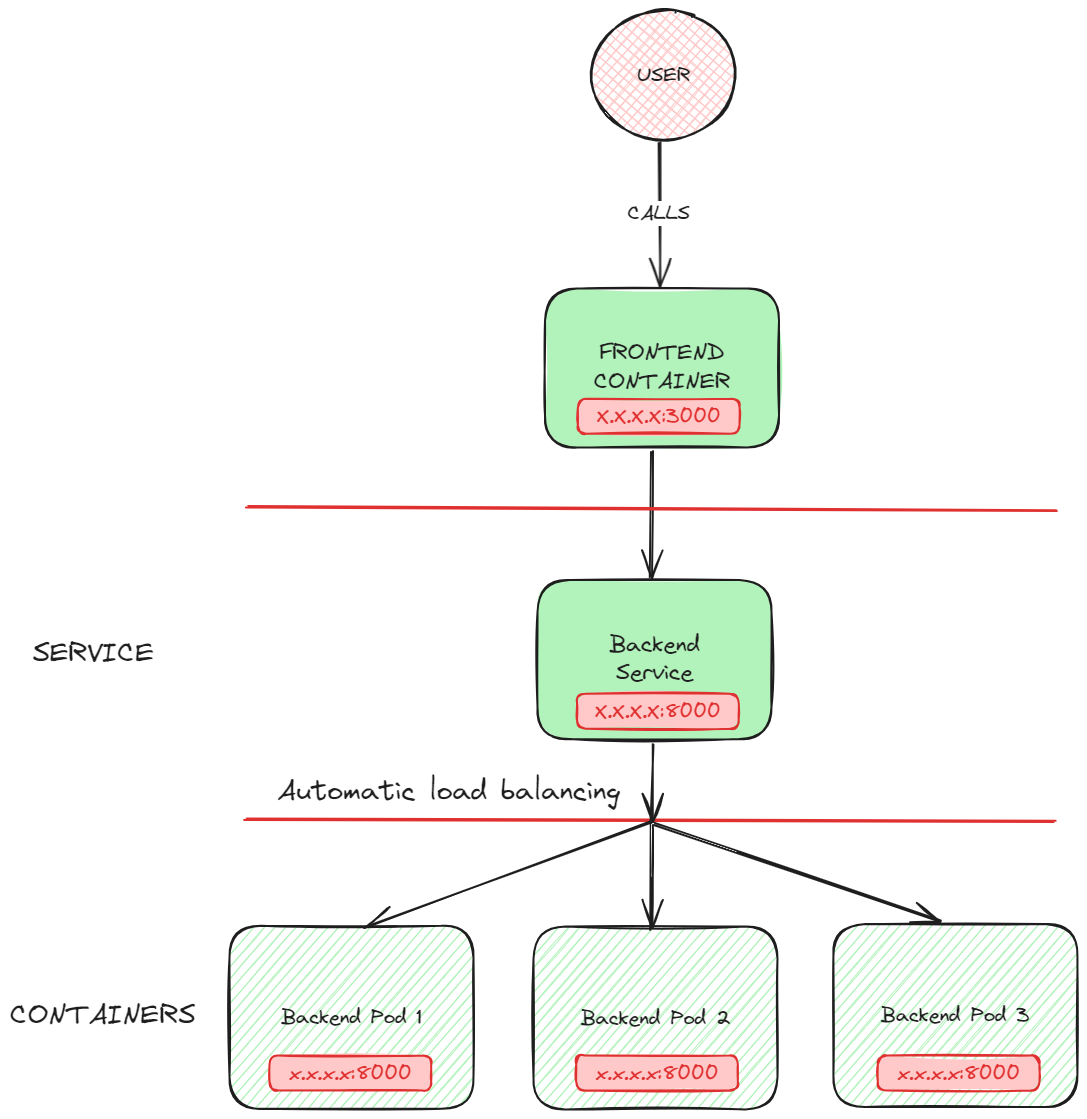 USER
CALLS
FRONTEND
CONTAINER
x.x.x.x:3000
SERVICE
Backend
Service
x.x.x.x:8000
Automatic load balancing
CONTAINERS
Backend Pod 1
x.x.x.x:8000
Backend Pod 2
x.x.x.x:8000
Backend Pod 3
x.x.x.x:8000